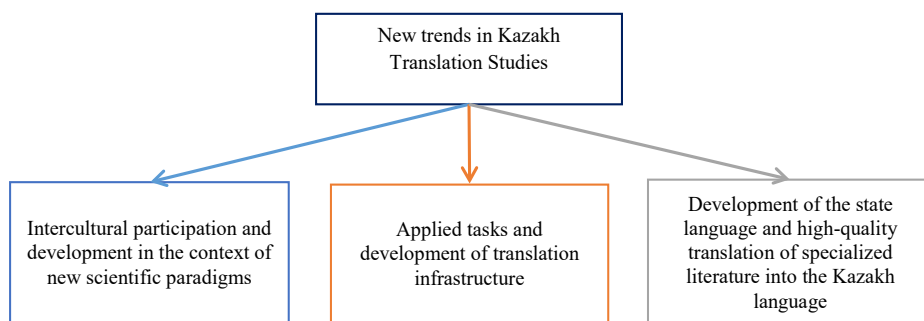 New trends in Kazakh
Translation Studies
Intercultural participation and
development in the context of
new scientific paradigms
Applied tasks and
development of translation
infrastructure
Development of the state
language and high-quality
translation of specialized
literature into the Kazakh
language